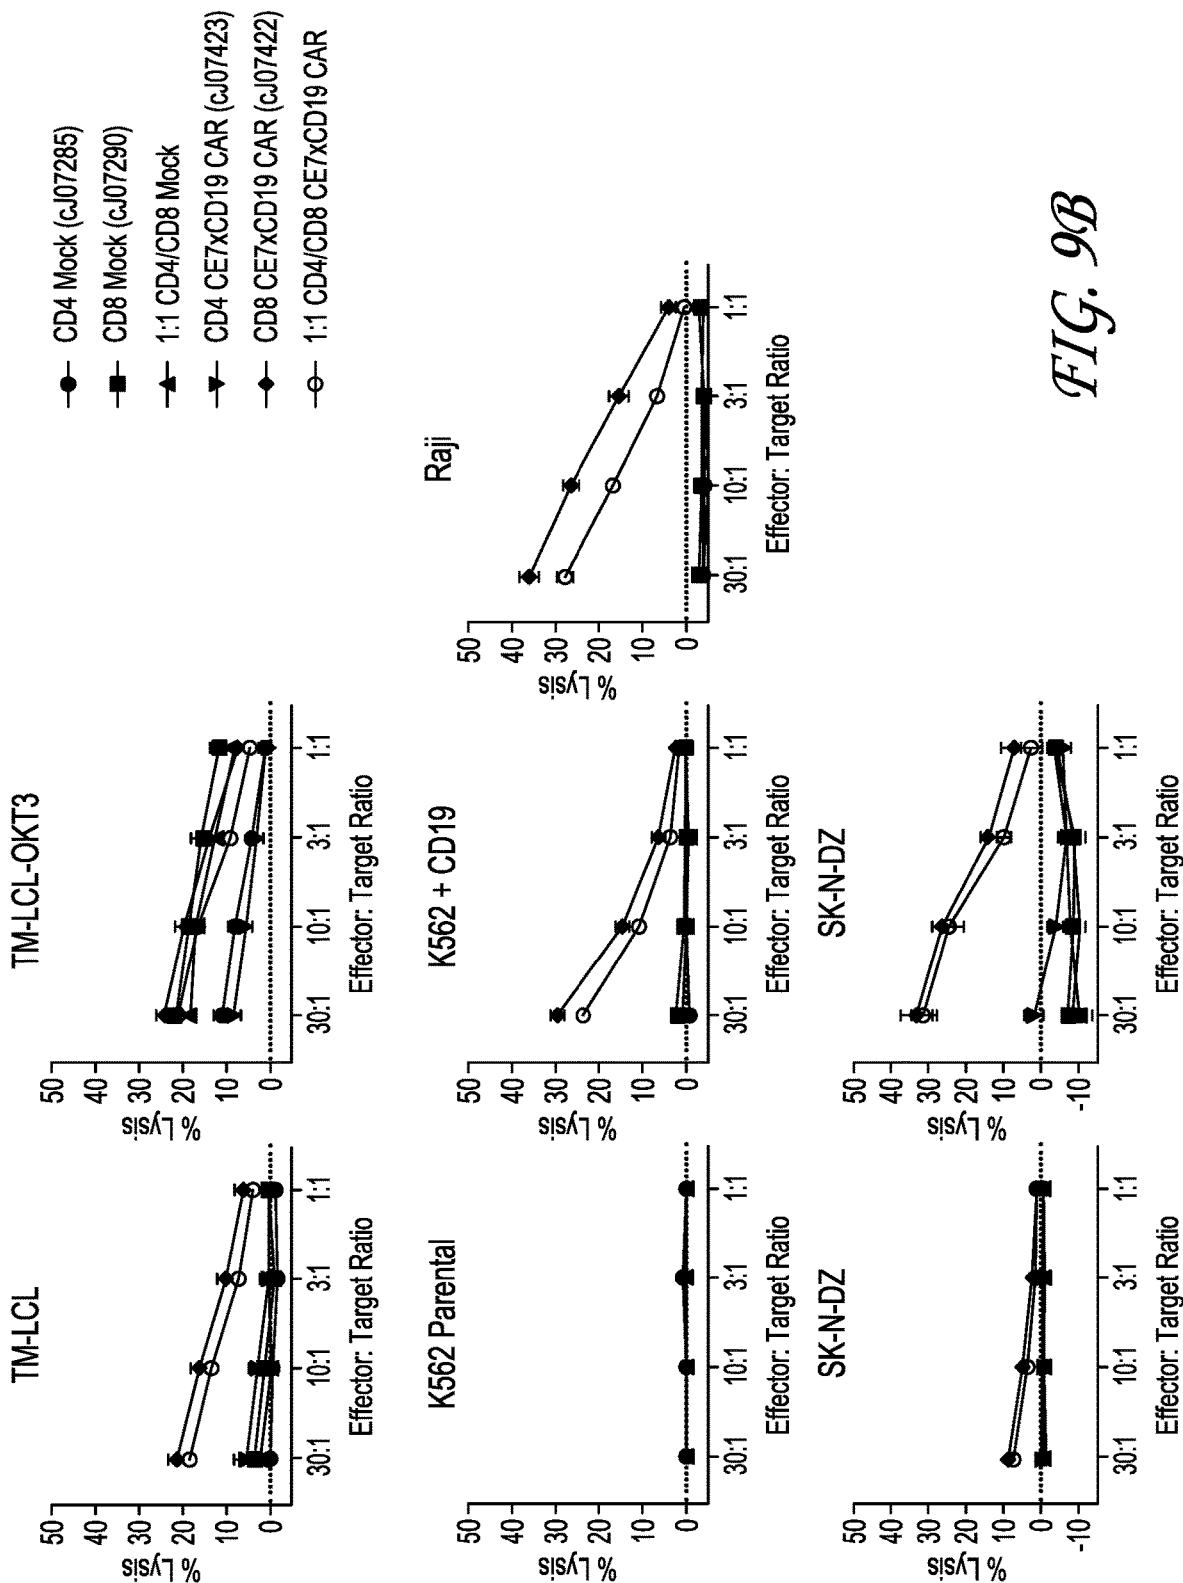 CD4 Mock (cJ07285)
CD8 Mock (cJ07290)
1:1 CD4/CD8 Mock
CD4 CE7xCD19 CAR (cJ07423)
CD8 CE7xCD19 CAR (cJ07422)
1:1 CD4/CD8 CE7xCD19 CAR
TM-LCL
% Lysis
50
40
30
20
10
0
30:1 10:1 3:1 1:1
Effector: Target Ratio
TM-LCL-OKT3
% Lysis
50
40
30
20
10
0
30:1 10:1 3:1 1:1
Effector: Target Ratio
K562 Parental
% Lysis
50
40
30
20
10
0
30:1 10:1 3:1 1:1
Effector: Target Ratio
K562 + CD19
% Lysis
50
40
30
20
10
0
30:1 10:1 3:1 1:1
Effector: Target Ratio
Raji
% Lysis
50
40
30
20
10
0
30:1 10:1 3:1 1:1
Effector: Target Ratio
SK-N-DZ
% Lysis
50
40
30
20
10
0
-10
30:1 10:1 3:1 1:1
Effector: Target Ratio
SK-N-DZ
% Lysis
50
40
30
20
10
0
-10
30:1 10:1 3:1 1:1
Effector: Target Ratio
FIG. 9B